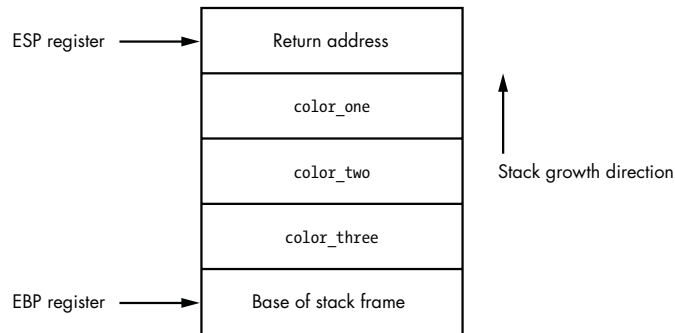 ESP register
Return address
color_one
color_two
Stack growth direction
color_three
EBP register
Base of stack frame